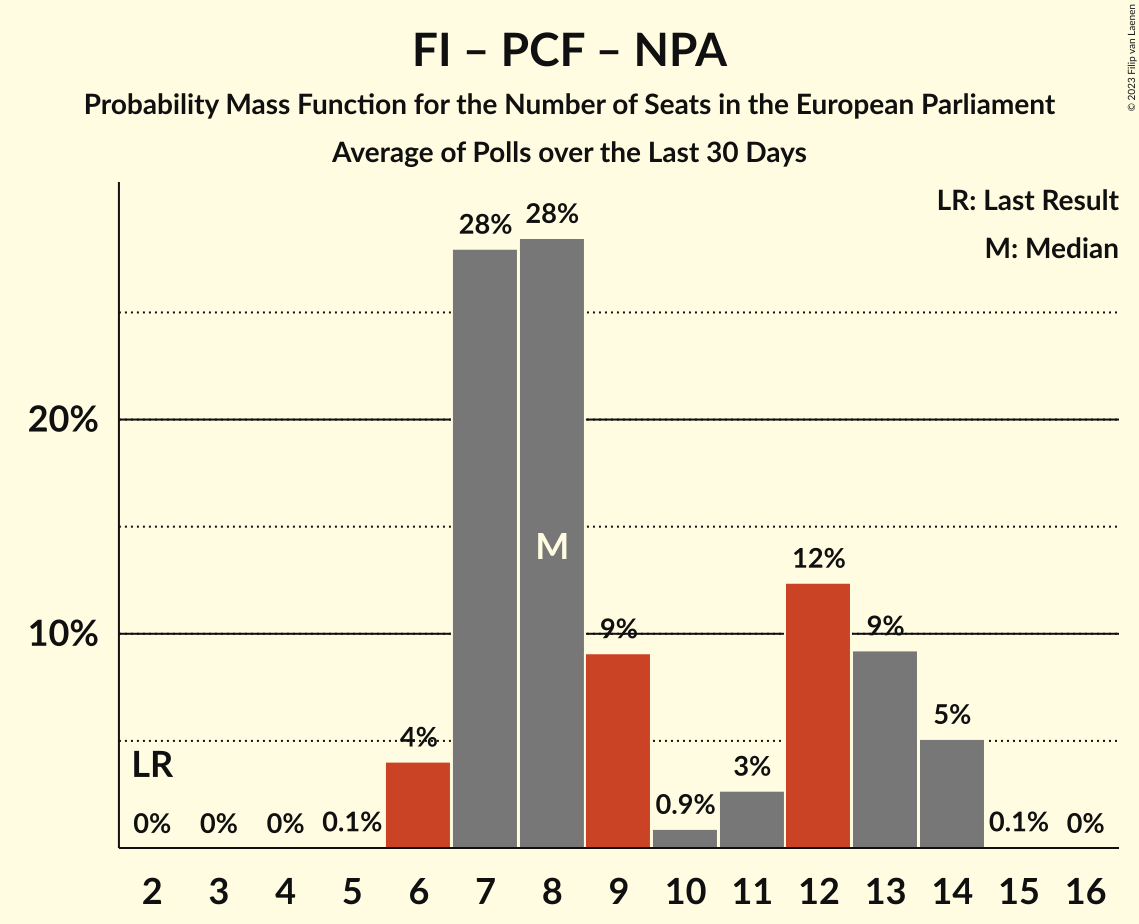 FI – PCF – NPA
Probability Mass Function for the Number of Seats in the European Parliament
Average of Polls over the Last 30 Days
© 2023 Filip van Laenen
LR: Last Result
M: Median
28%
28%
20%
M
12%
10%
9%
9%
4%
5%
LR
3%
0.9%
0%
0%
0%
0.1%
0.1%
0%
2 3 4 5 6 7 8 9 10 11 12 13 14 15 16